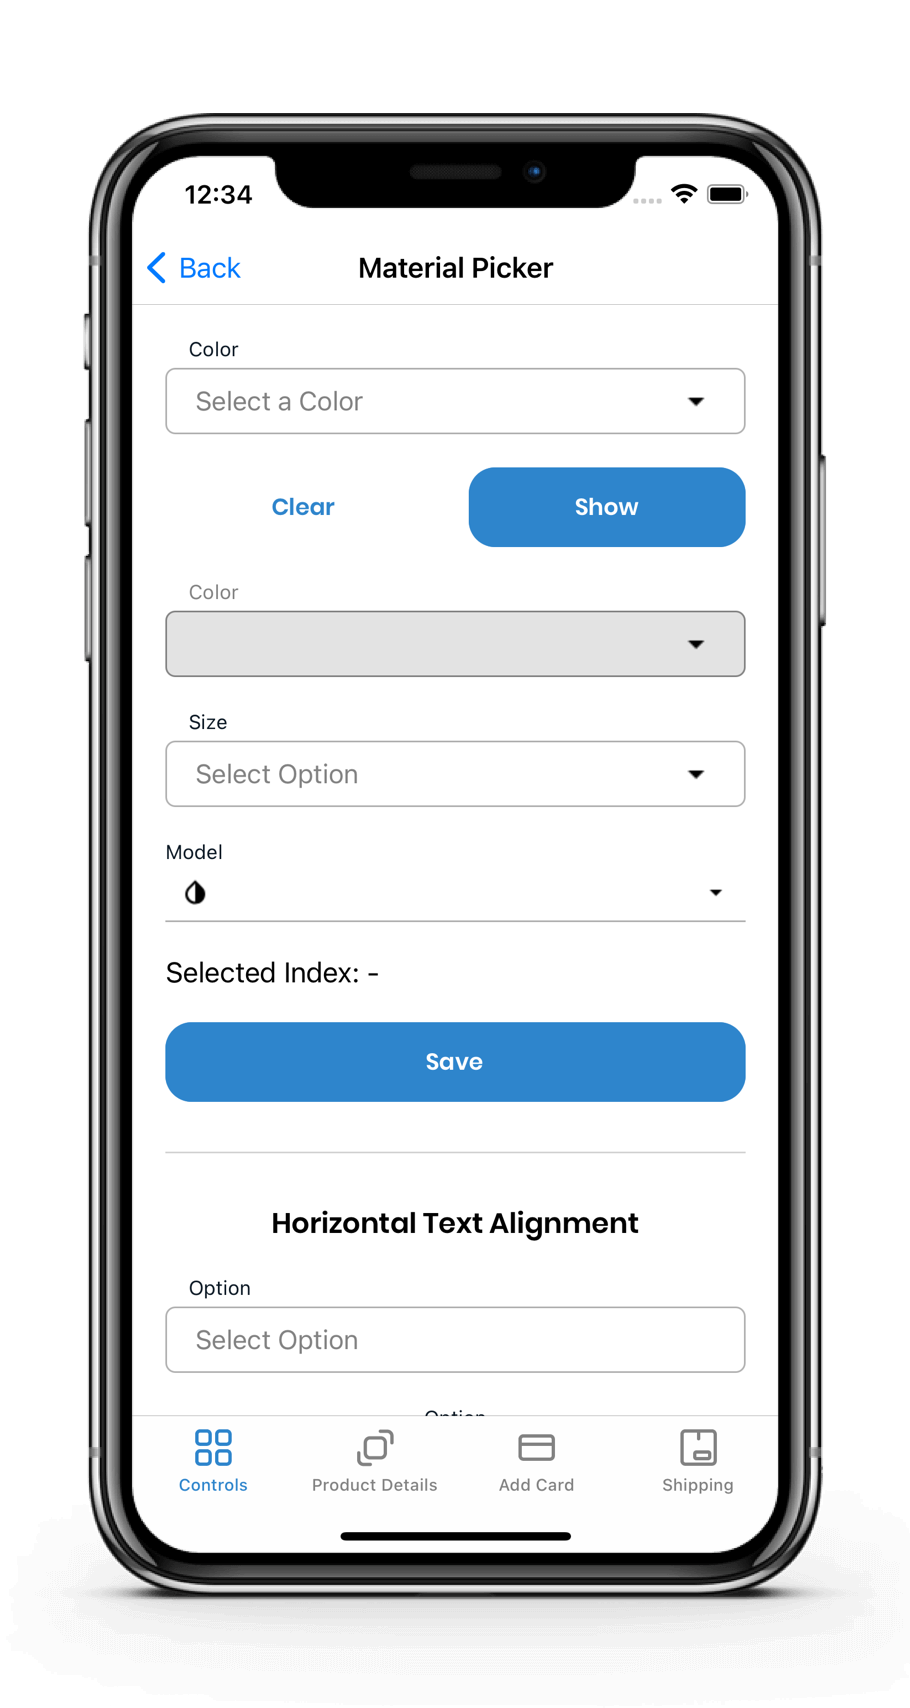 12:34
Back
Material Picker
Color
Select a Color
Clear
Show
Color
Size
Select Option
Model
Selected Index: -
Save
Horizontal Text Alignment
Option
Select Option
Option
Controls
Product Details
Add Card
Shipping